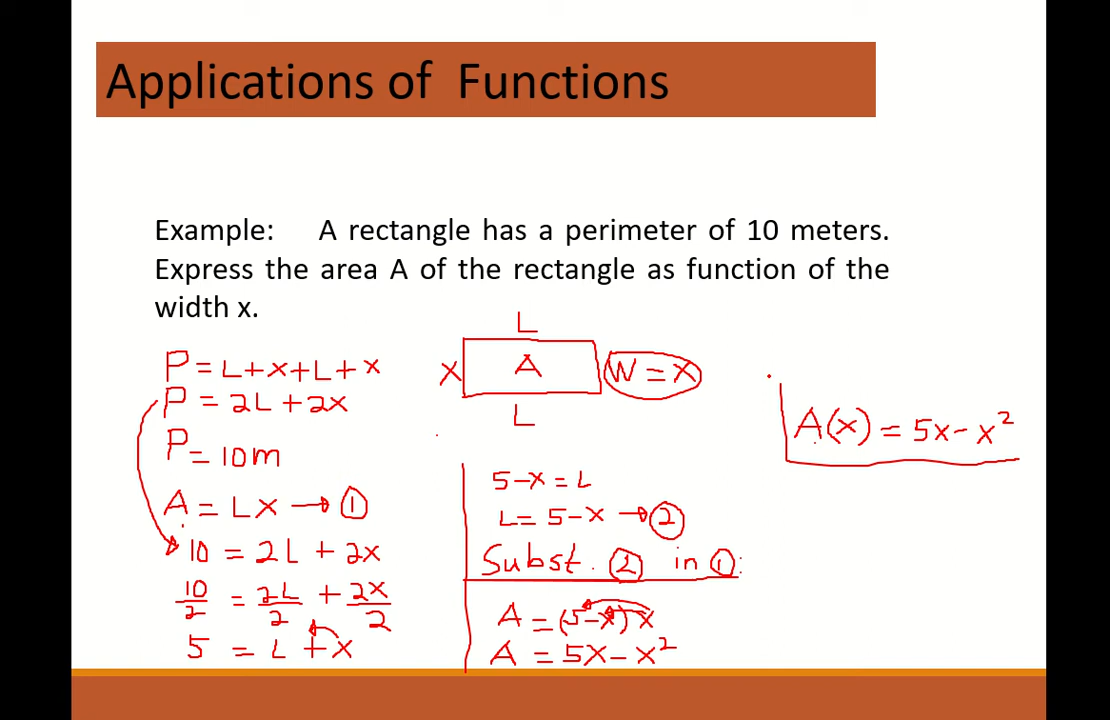 Applications of Functions
Example: A rectangle has a perimeter of 10 meters.
Express the area A of the rectangle as function of the
width x.
P = L+x+L+x
P = 2L+2x
P = 10m
A = Lx → ①
10 = 2L + 2x
10/2 = 2L/2 + 2x/2
5 = L + x
L
x
A
W = x
L
5-x = L
L = 5-x → ②
Subst. ② in ①:
A = (5-x)x
A = 5x - x²
A(x) = 5x - x²